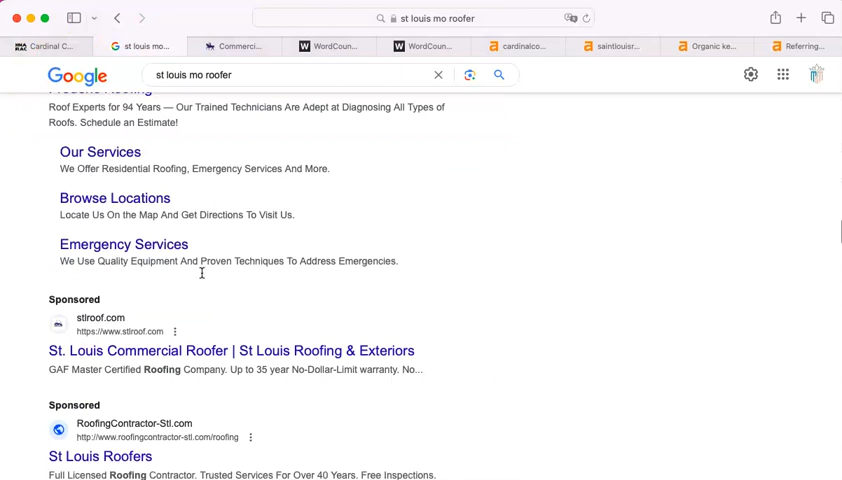 st louis mo roofer
Cardinal C...
st louis mo...
Commerci...
WordCoun...
WordCoun...
cardinalco...
saintlouisr...
Organic ke...
Referring...
Google
st louis mo roofer
Roofing
Roof Experts for 94 Years — Our Trained Technicians Are Adept at Diagnosing All Types of
Roofs. Schedule an Estimate!
Our Services
We Offer Residential Roofing, Emergency Services And More.
Browse Locations
Locate Us On the Map And Get Directions To Visit Us.
Emergency Services
We Use Quality Equipment And Proven Techniques To Address Emergencies.
Sponsored
stlroof.com
https://www.stlroof.com
St. Louis Commercial Roofer | St Louis Roofing & Exteriors
GAF Master Certified Roofing Company. Up to 35 year No-Dollar-Limit warranty. No...
Sponsored
RoofingContractor-Stl.com
http://www.roofingcontractor-stl.com/roofing
St Louis Roofers
Full Licensed Roofing Contractor. Trusted Services For Over 40 Years. Free Inspections.